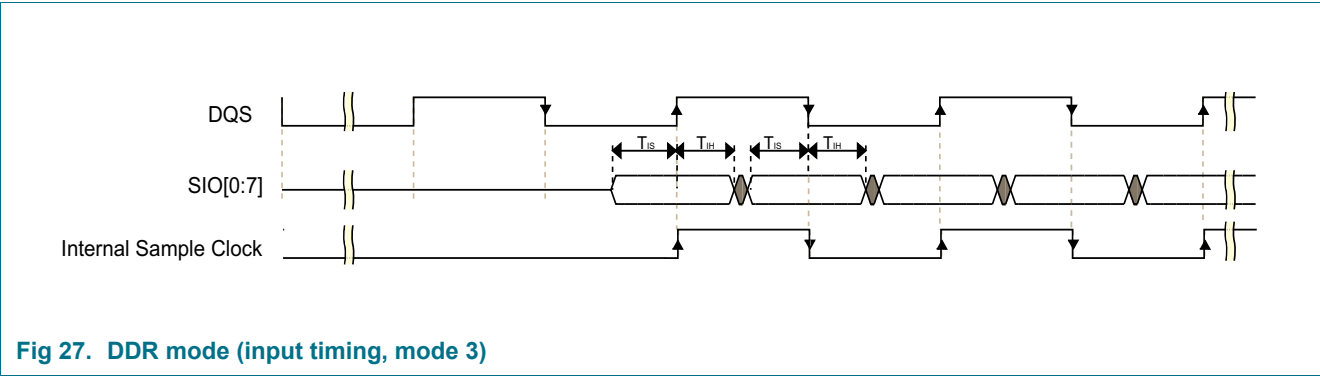 DQS
TIS TIH TIS TIH
SIO[0:7]
Internal Sample Clock
Fig 27. DDR mode (input timing, mode 3)